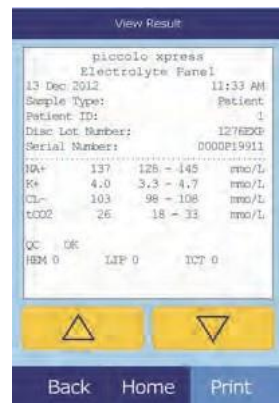 View Result
piccolo xpress
Electrolyte Panel
13 Dec 2012 11:33 AM
Sample Type: Patient
Patient ID: 1
Disc Lot Number: 1276EXP
Serial Number: 0000P19911
NA+ 137 128 - 145 mmo/L
K+ 4.0 3.3 - 4.7 mmo/L
CL- 103 98 - 108 mmo/L
tCO2 26 18 - 33 mmo/L
QC OK
HEM 0 LIP 0 ICT 0
Back Home Print